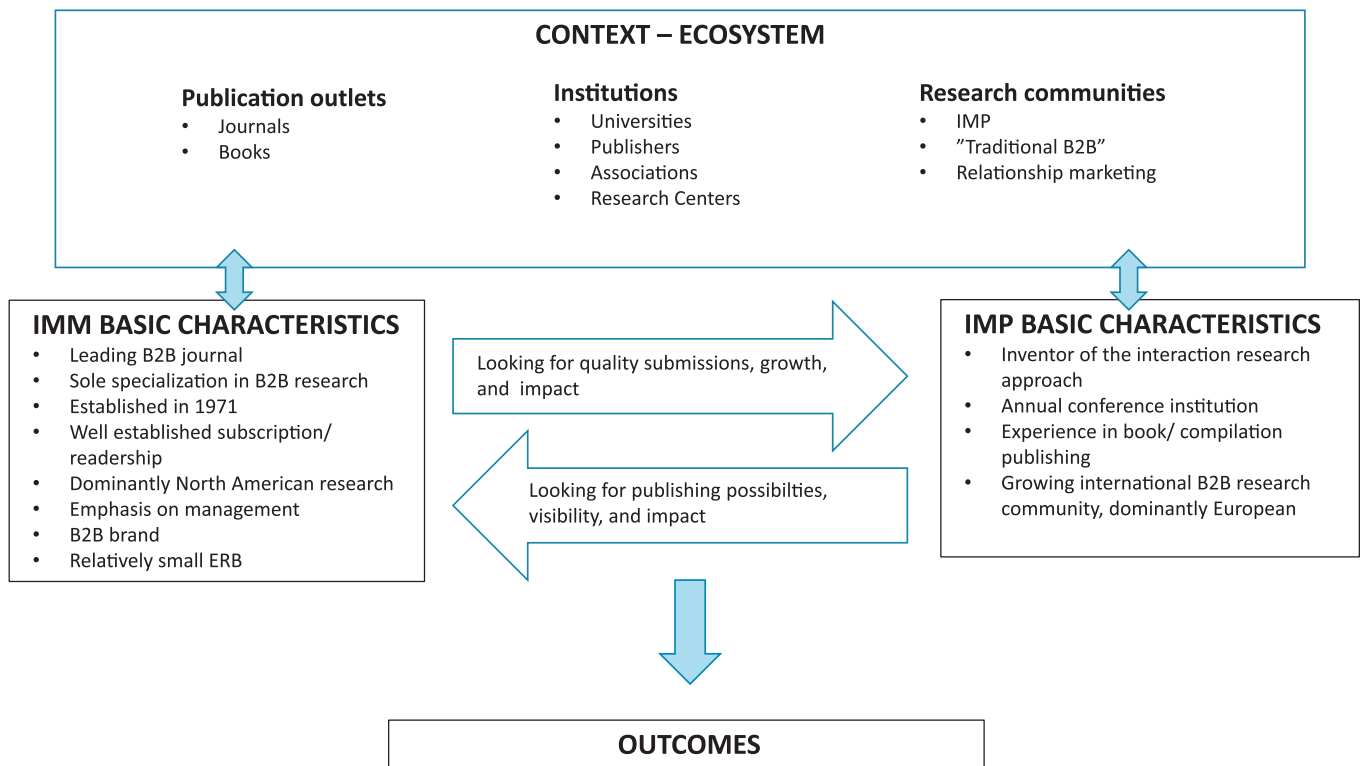 CONTEXT – ECOSYSTEM
Publication outlets
• Journals
• Books
Institutions
• Universities
• Publishers
• Associations
• Research Centers
Research communities
• IMP
• ”Traditional B2B”
• Relationship marketing
IMM BASIC CHARACTERISTICS
• Leading B2B journal
• Sole specialization in B2B research
• Established in 1971
• Well established subscription/
readership
• Dominantly North American research
• Emphasis on management
• B2B brand
• Relatively small ERB
Looking for quality submissions, growth,
and impact
Looking for publishing possibilties,
visibility, and impact
IMP BASIC CHARACTERISTICS
• Inventor of the interaction research
approach
• Annual conference institution
• Experience in book/ compilation
publishing
• Growing international B2B research
community, dominantly European
OUTCOMES